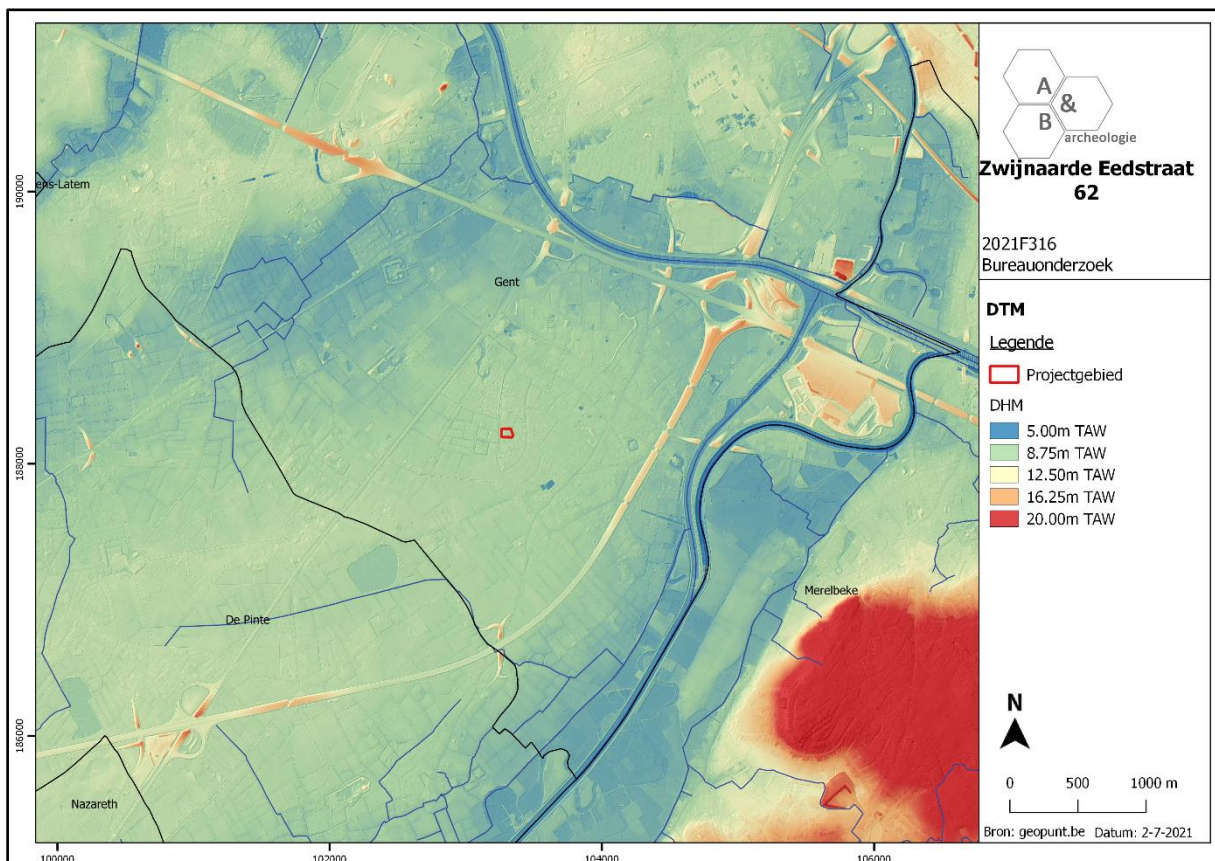 190000
188000
186000
100000
102000
104000
106000
ens-Latem
Gent
De Pinte
Merelbeke
Nazareth
A
&
B
archeologie
Zwijnaarde Eedstraat
62
2021F316
Bureauonderzoek
DTM
Legende
Projectgebied
DHM
5.00m TAW
8.75m TAW
12.50m TAW
16.25m TAW
20.00m TAW
N
0 500 1000 m
Bron: geopunt.be Datum: 2-7-2021